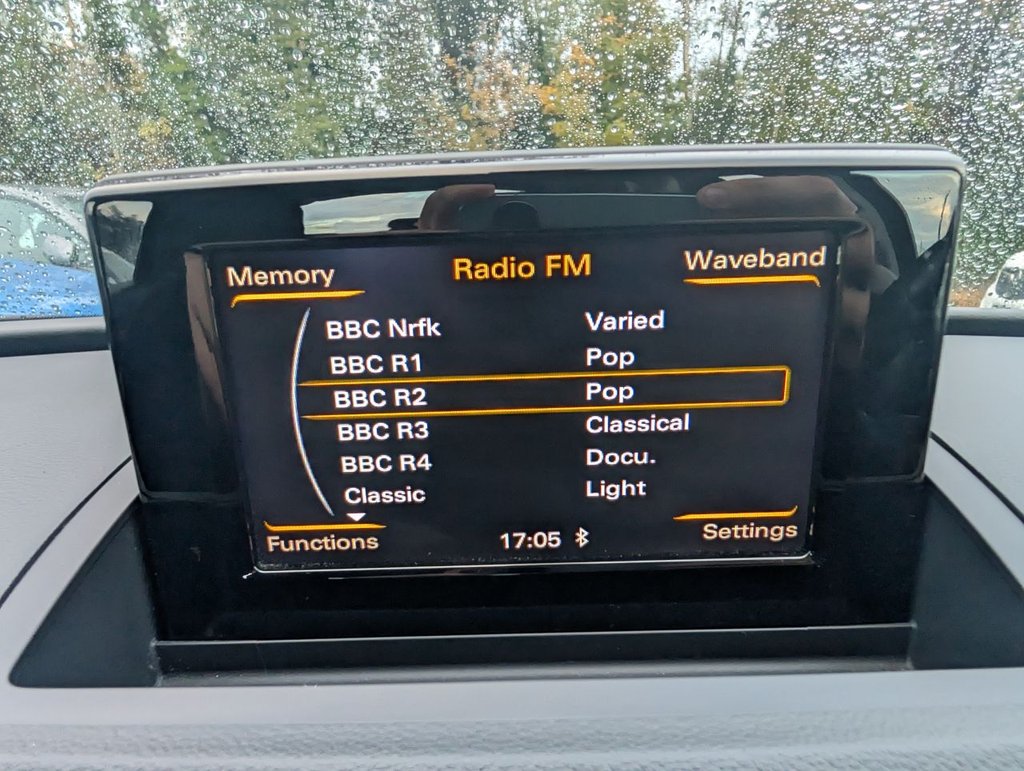 Memory Radio FM Waveband
BBC Nrfk Varied
BBC R1 Pop
BBC R2 Pop
BBC R3 Classical
BBC R4 Docu.
Classic Light
Functions 17:05 Settings